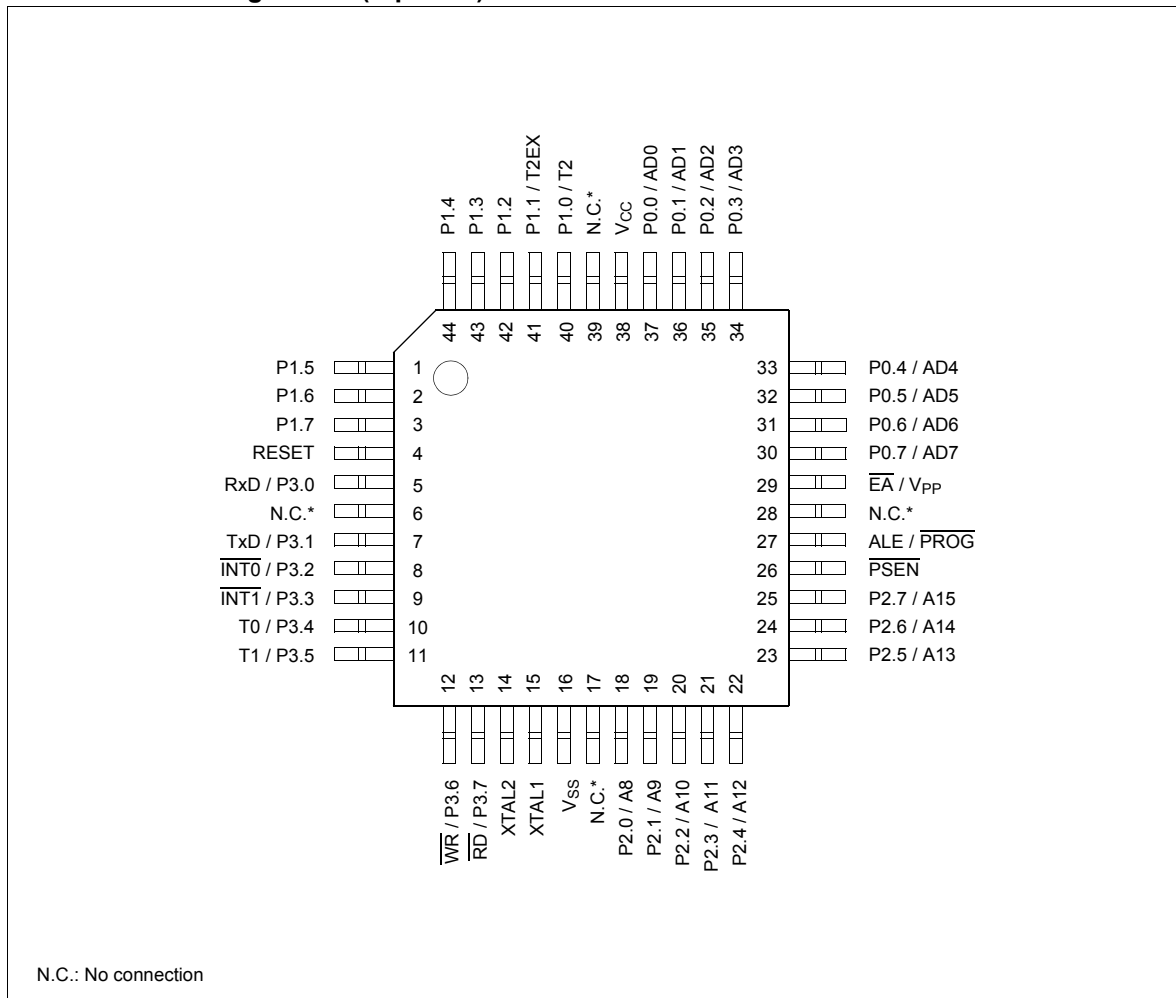 P1.4
P1.3
P1.2
P1.1 / T2EX
P1.0 / T2
N.C.*
VCC
P0.0 / AD0
P0.1 / AD1
P0.2 / AD2
P0.3 / AD3
44
43
42
41
40
39
38
37
36
35
34
P1.5 1
P1.6 2
P1.7 3
RESET 4
RxD / P3.0 5
N.C.* 6
TxD / P3.1 7
INT0 / P3.2 8
INT1 / P3.3 9
T0 / P3.4 10
T1 / P3.5 11
33 P0.4 / AD4
32 P0.5 / AD5
31 P0.6 / AD6
30 P0.7 / AD7
29 EA / VPP
28 N.C.*
27 ALE / PROG
26 PSEN
25 P2.7 / A15
24 P2.6 / A14
23 P2.5 / A13
12
13
14
15
16
17
18
19
20
21
22
WR / P3.6
RD / P3.7
XTAL2
XTAL1
VSS
N.C.*
P2.0 / A8
P2.1 / A9
P2.2 / A10
P2.3 / A11
P2.4 / A12
N.C.: No connection